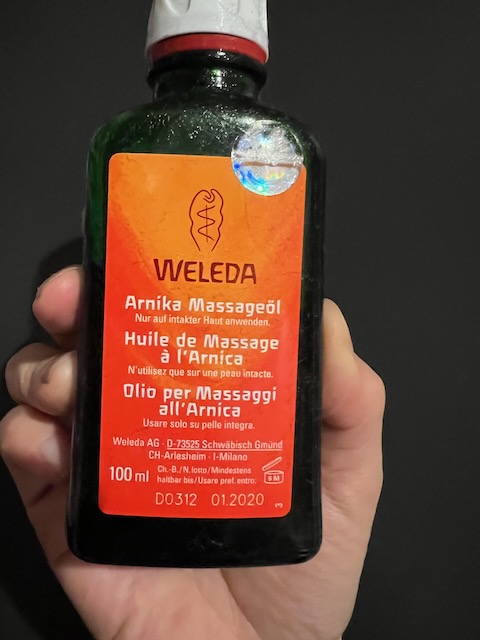 WELEDA
Arnika Massageöl
Nur auf intakter Haut anwenden.
Huile de Massage
à l'Arnica
N'utilisez que sur une peau intacte.
Olio per Massaggi
all'Arnica
Usare solo su pelle integra.
Weleda AG · D-73525 Schwäbisch Gmünd
CH-Arlesheim · I-Milano
100 ml
Ch.-B./N.lotto/Mindestens
haltbar bis/Usare pref.entro:
6 M
D0312 01.2020
3